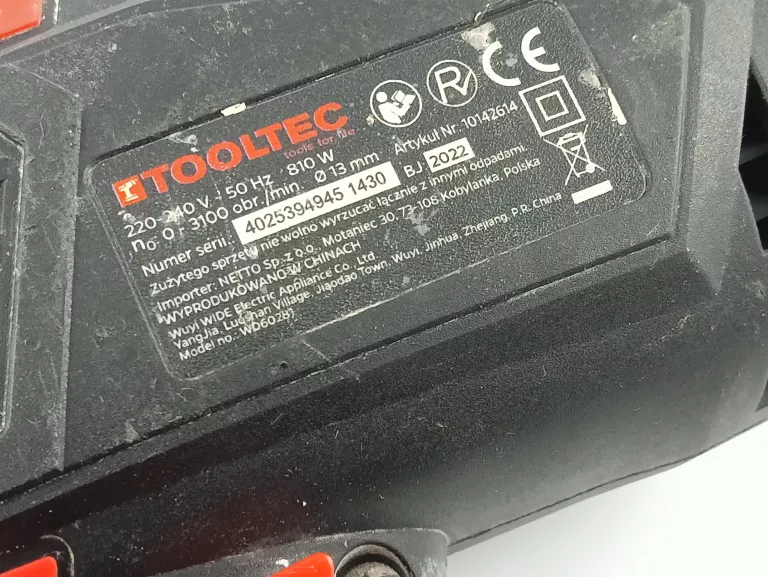 TOOLTEC
tools for life
220-240 V ~ 50 Hz · 810 W
n₀: 0 - 3100 obr./min. Ø 13 mm Artykuł Nr: 10142614
Numer serii.: 4025394945 1430 BJ: 2022
Zużytego sprzętu nie wolno wyrzucać łącznie z innymi odpadami.
Importer: NETTO Sp. z o.o. Motaniec 30, 73-108 Kobylanka, Polska
WYPRODUKOWANO W CHINACH
Wuyi WIDE Electric Appliance Co. Ltd.
YangJia, Luoshan Village, Jiaodao Town, Wuyi, Jinhua, Zhejiang, P.R. China
Model no.: WD60281
CE